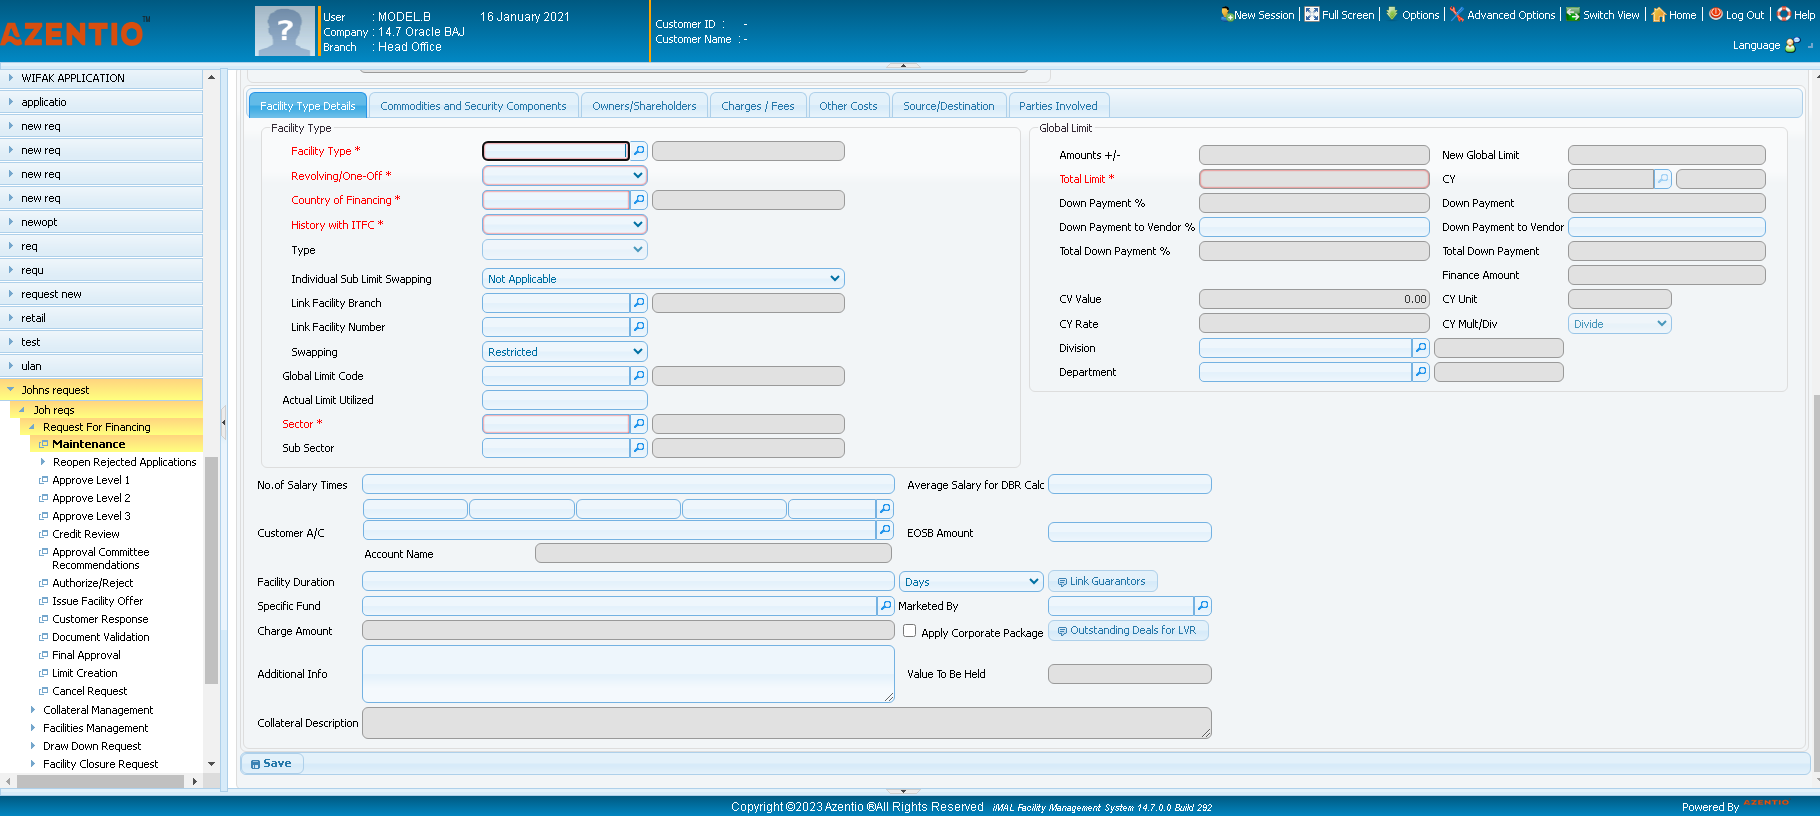 AZENTIO™
User : MODEL.B 16 January 2021
Company : 14.7 Oracle BAJ
Branch : Head Office
Customer ID : -
Customer Name : -
New Session Full Screen Options Advanced Options Switch View Home Log Out Help
Language
WIFAK APPLICATION
applicatio
new req
new req
new req
new req
newopt
req
requ
request new
retail
test
ulan
Johns request
Joh reqs
Request For Financing
Maintenance
Reopen Rejected Applications
Approve Level 1
Approve Level 2
Approve Level 3
Credit Review
Approval Committee
Recommendations
Authorize/Reject
Issue Facility Offer
Customer Response
Document Validation
Final Approval
Limit Creation
Cancel Request
Collateral Management
Facilities Management
Draw Down Request
Facility Closure Request
Facility Type Details Commodities and Security Components Owners/Shareholders Charges / Fees Other Costs Source/Destination Parties Involved
Facility Type
Facility Type *
Revolving/One-Off *
Country of Financing *
History with ITFC *
Type
Individual Sub Limit Swapping Not Applicable
Link Facility Branch
Link Facility Number
Swapping Restricted
Global Limit Code
Actual Limit Utilized
Sector *
Sub Sector
Global Limit
Amounts +/- New Global Limit
Total Limit * CY
Down Payment % Down Payment
Down Payment to Vendor % Down Payment to Vendor
Total Down Payment % Total Down Payment
Finance Amount
CV Value 0.00 CY Unit
CY Rate CY Mult/Div Divide
Division
Department
No.of Salary Times Average Salary for DBR Calc
Customer A/C EOSB Amount
Account Name
Facility Duration Days Link Guarantors
Specific Fund Marketed By
Charge Amount Apply Corporate Package Outstanding Deals for LVR
Additional Info Value To Be Held
Collateral Description
Save
Copyright ©2023 Azentio ®All Rights Reserved iMAL Facility Management System 14.7.0.0 Build 292
Powered By AZENTIO